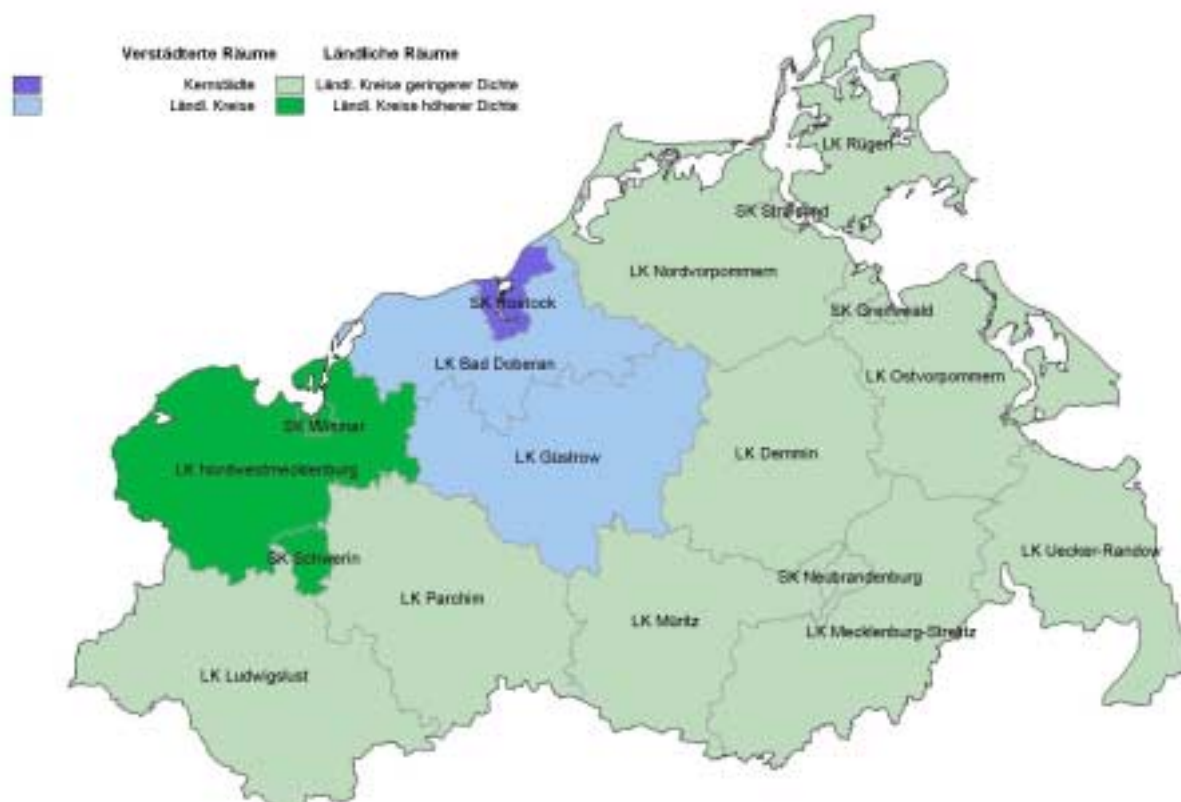 Verstädterte Räume Ländliche Räume
Kernstädte Ländl. Kreise geringerer Dichte
Ländl. Kreise Ländl. Kreise höherer Dichte
LK Rügen
SK Stralsund
LK Nordvorpommern
SK Rostock
SK Greifswald
LK Bad Doberan
LK Ostvorpommern
SK Wismar
LK Nordwestmecklenburg
LK Güstrow
LK Demmin
SK Schwerin
LK Uecker-Randow
SK Neubrandenburg
LK Parchim
LK Müritz
LK Mecklenburg-Strelitz
LK Ludwigslust